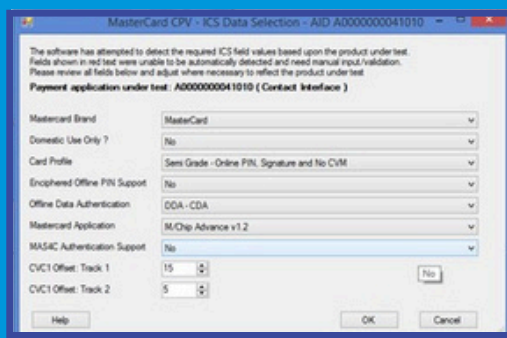 MasterCard CPV - ICS Data Selection - AID A0000000041010
The software has attempted to detect the required ICS field values based upon the product under test.
Fields shown in red text were unable to be automatically detected and need manual input/validation.
Please review all fields below and adjust where necessary to reflect the product under test
Payment application under test: A0000000041010 ( Contact Interface )
Mastercard Brand MasterCard
Domestic Use Only ? No
Card Profile Semi Grade - Online PIN, Signature and No CVM
Enciphered Offline PIN Support No
Offline Data Authentication DDA - CDA
Mastercard Application M/Chip Advance v1.2
MAS4C Authentication Support No
CVC1 Offset: Track 1 15
No
CVC1 Offset: Track 2 5
Help OK Cancel